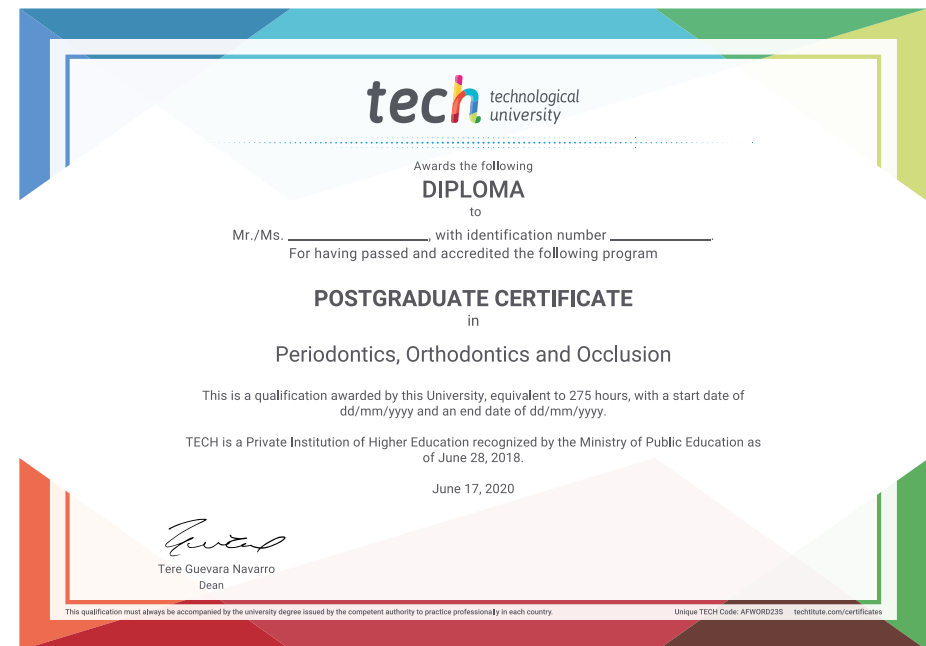 tech technological
university
Awards the following
DIPLOMA
to
Mr./Ms. ____________________, with identification number ______________.
For having passed and accredited the following program
POSTGRADUATE CERTIFICATE
in
Periodontics, Orthodontics and Occlusion
This is a qualification awarded by this University, equivalent to 275 hours, with a start date of
dd/mm/yyyy and an end date of dd/mm/yyyy.
TECH is a Private Institution of Higher Education recognized by the Ministry of Public Education as
of June 28, 2018.
June 17, 2020
Tere Guevara Navarro
Dean
This qualification must always be accompanied by the university degree issued by the competent authority to practice professionally in each country. Unique TECH Code: AFWORD23S techtitute.com/certificates